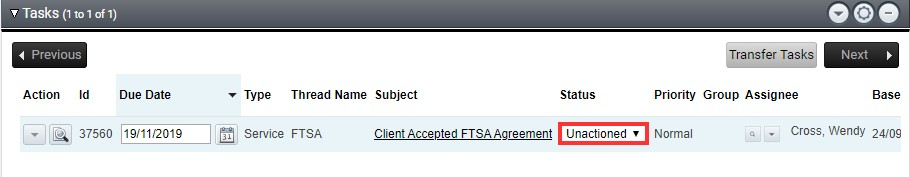 Tasks (1 to 1 of 1)
Previous
Transfer Tasks
Next
Action Id Due Date Type Thread Name Subject Status Priority Group Assignee Base
37560 19/11/2019 31 Service FTSA Client Accepted FTSA Agreement Unactioned Normal Cross, Wendy 24/09